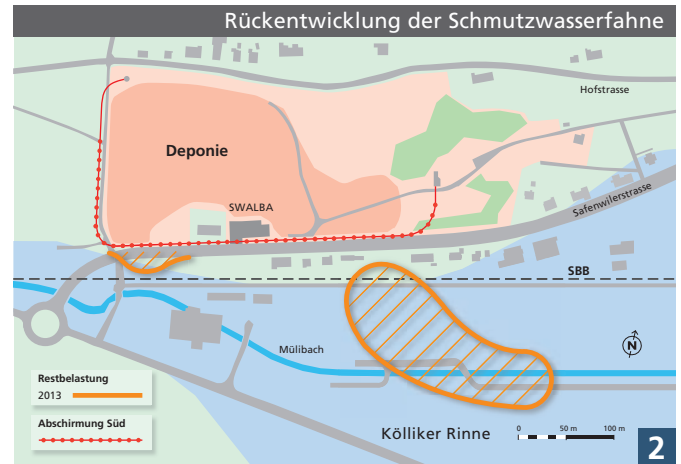 Rückentwicklung der Schmutzwasserfahne
Hofstrasse
Deponie
SWALBA
Safenwilerstrasse
SBB
Mülibach
N
Restbelastung
2013
Abschirmung Süd
Kölliker Rinne
0 50 m 100 m
2